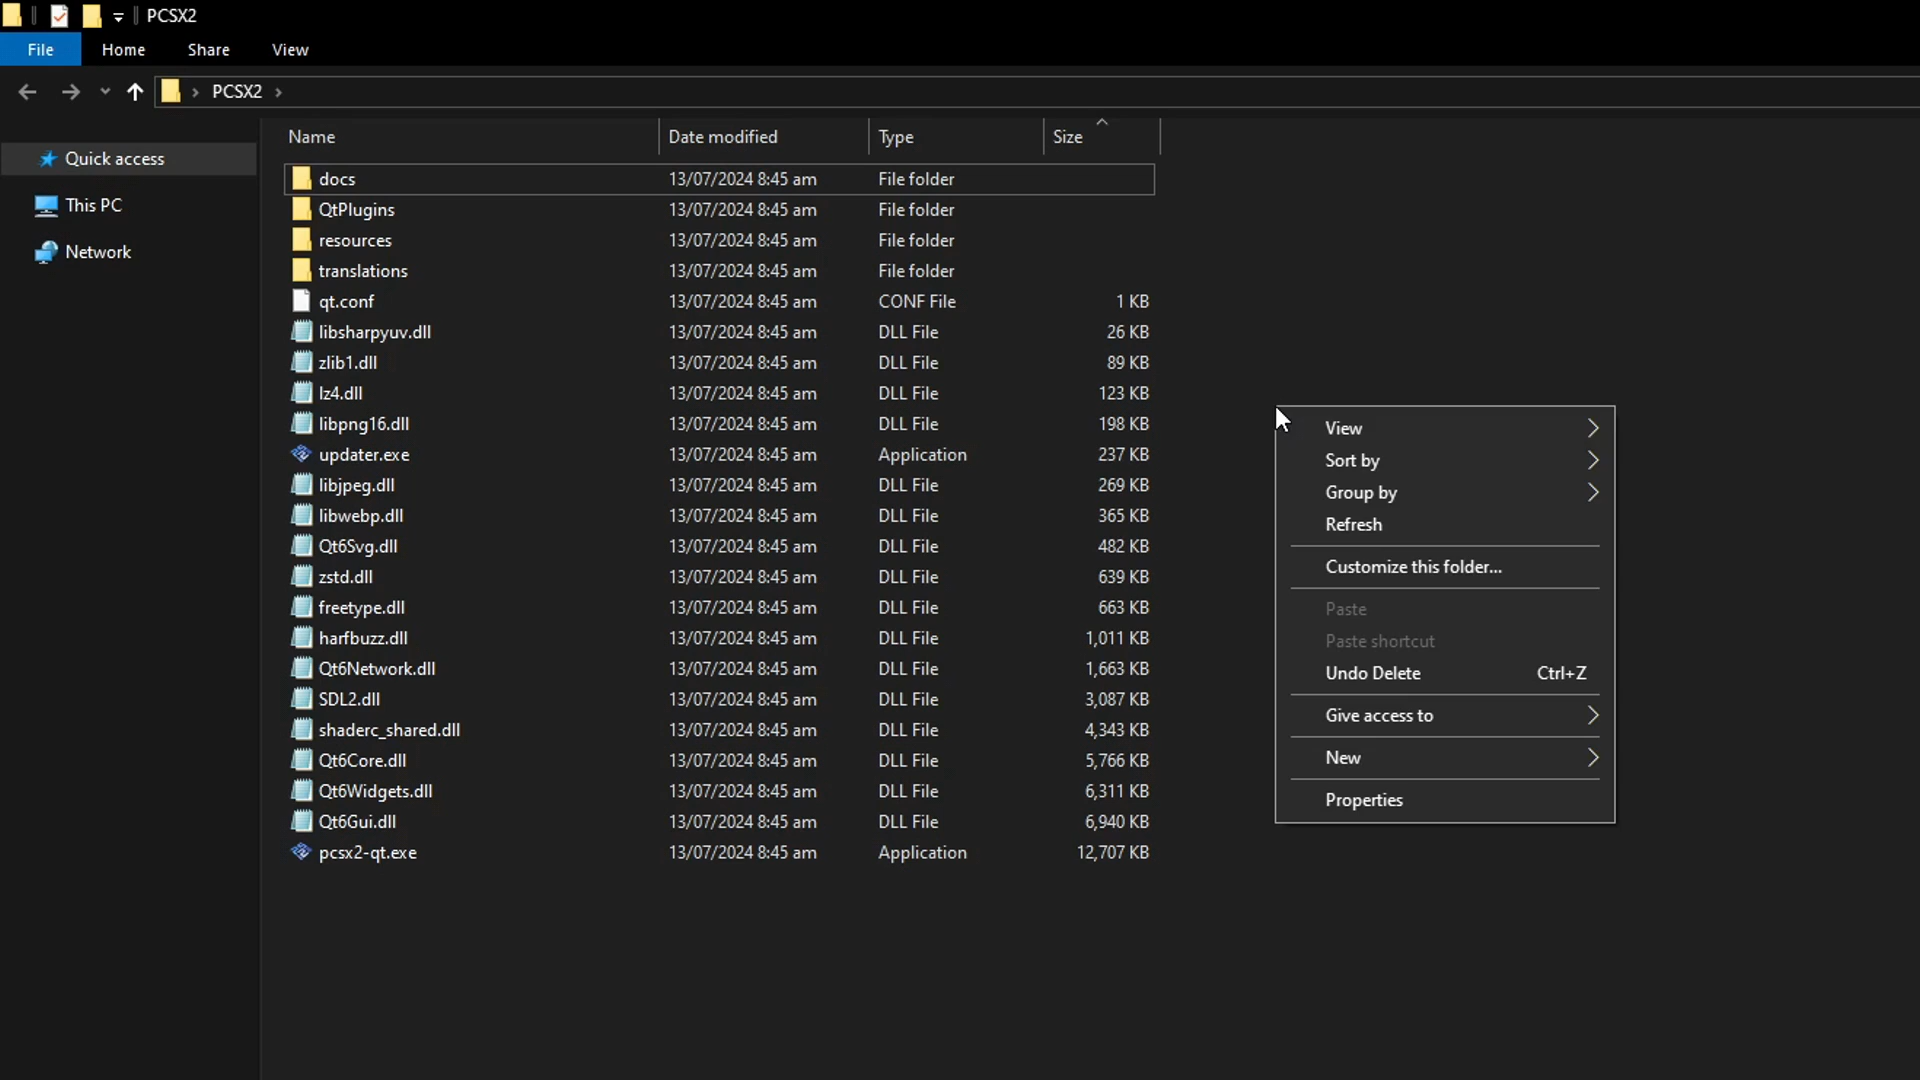 PCSX2
File Home Share View
PCSX2
Quick access
This PC
Network
Name Date modified Type Size
docs 13/07/2024 8:45 am File folder
QtPlugins 13/07/2024 8:45 am File folder
resources 13/07/2024 8:45 am File folder
translations 13/07/2024 8:45 am File folder
qt.conf 13/07/2024 8:45 am CONF File 1 KB
libsharpyuv.dll 13/07/2024 8:45 am DLL File 26 KB
zlib1.dll 13/07/2024 8:45 am DLL File 89 KB
lz4.dll 13/07/2024 8:45 am DLL File 123 KB
libpng16.dll 13/07/2024 8:45 am DLL File 198 KB
updater.exe 13/07/2024 8:45 am Application 237 KB
libjpeg.dll 13/07/2024 8:45 am DLL File 269 KB
libwebp.dll 13/07/2024 8:45 am DLL File 365 KB
Qt6Svg.dll 13/07/2024 8:45 am DLL File 482 KB
zstd.dll 13/07/2024 8:45 am DLL File 639 KB
freetype.dll 13/07/2024 8:45 am DLL File 663 KB
harfbuzz.dll 13/07/2024 8:45 am DLL File 1,011 KB
Qt6Network.dll 13/07/2024 8:45 am DLL File 1,663 KB
SDL2.dll 13/07/2024 8:45 am DLL File 3,087 KB
shaderc_shared.dll 13/07/2024 8:45 am DLL File 4,343 KB
Qt6Core.dll 13/07/2024 8:45 am DLL File 5,766 KB
Qt6Widgets.dll 13/07/2024 8:45 am DLL File 6,311 KB
Qt6Gui.dll 13/07/2024 8:45 am DLL File 6,940 KB
pcsx2-qt.exe 13/07/2024 8:45 am Application 12,707 KB
View
Sort by
Group by
Refresh
Customize this folder...
Paste
Paste shortcut
Undo Delete Ctrl+Z
Give access to
New
Properties